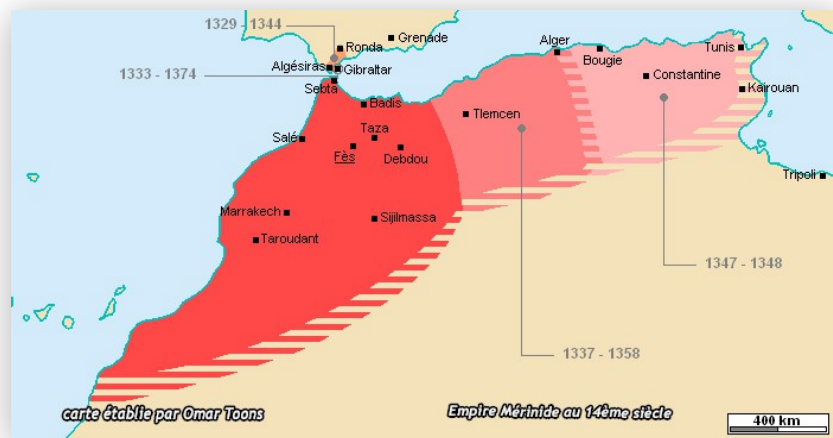 1329 - 1344
Grenade
Ronda
Alger
Tunis
Algésiras
Gibraltar
Bougie
1333 - 1374
Constantine
Sebta
Kairouan
Badis
Tlemcen
Taza
Salé
Fès
Debdou
Tripoli
Marrakech
Sijilmassa
Taroudant
1347 - 1348
1337 - 1358
carte établie par Omar Toons
Empire Mérinide au 14ème siècle
400 km